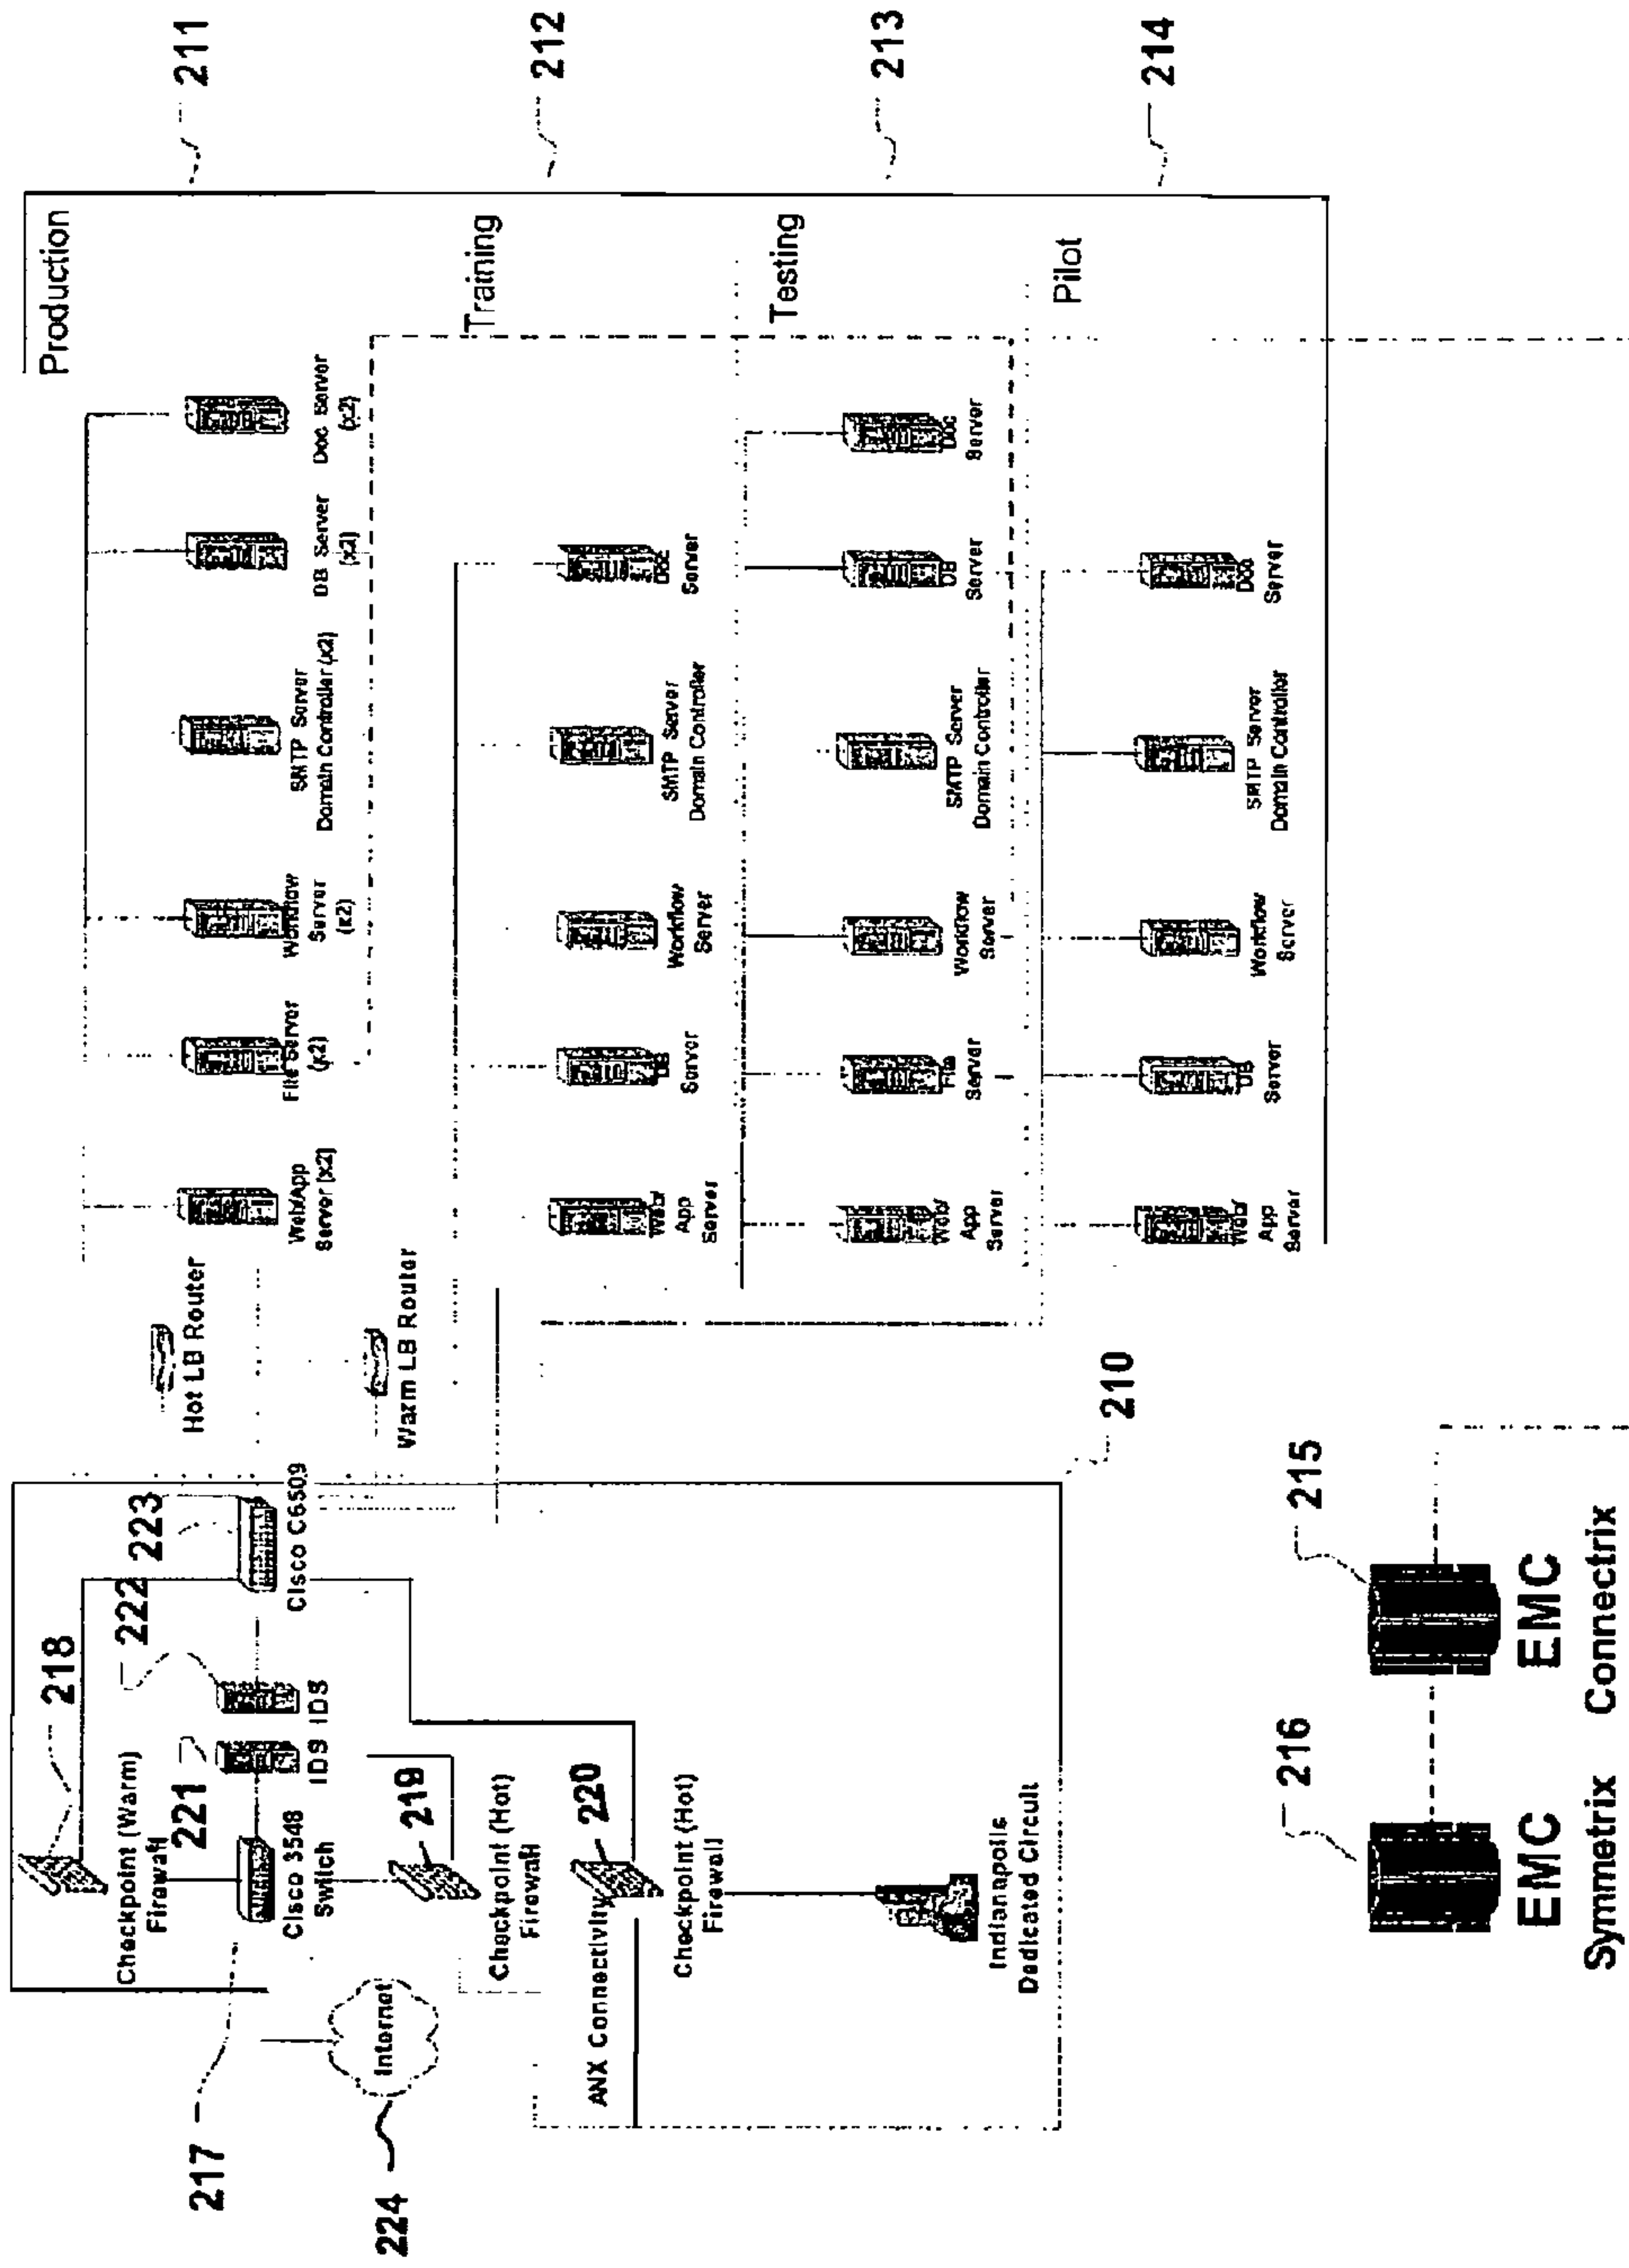 Production
211
Web/App
Server (x2)
File Server
(x2)
Workflow
Server
(x2)
SMTP Server
Domain Controller (x2)
DB Server
(x2)
Doc Server
(x2)
Hot LB Router
Warm LB Router
Training
212
Web/
App
Server
DB
Server
Workflow
Server
SMTP Server
Domain Controller
Doc
Server
Testing
213
Web/
App
Server
File
Server
Workflow
Server
SMTP Server
Domain Controller
DB
Server
Doc
Server
Pilot
214
Web/
App
Server
DB
Server
Workflow
Server
SMTP Server
Domain Controller
Doc
Server
218
Checkpoint (Warm)
Firewall
221
222
223
IDS
IDS
Cisco C6509
217
Cisco 3548
Switch
224
Internet
219
Checkpoint (Hot)
Firewall
ANX Connectivity
220
Checkpoint (Hot)
Firewall
Indianapolis
Dedicated Circuit
210
216
EMC
Symmetrix
215
EMC
Connectrix